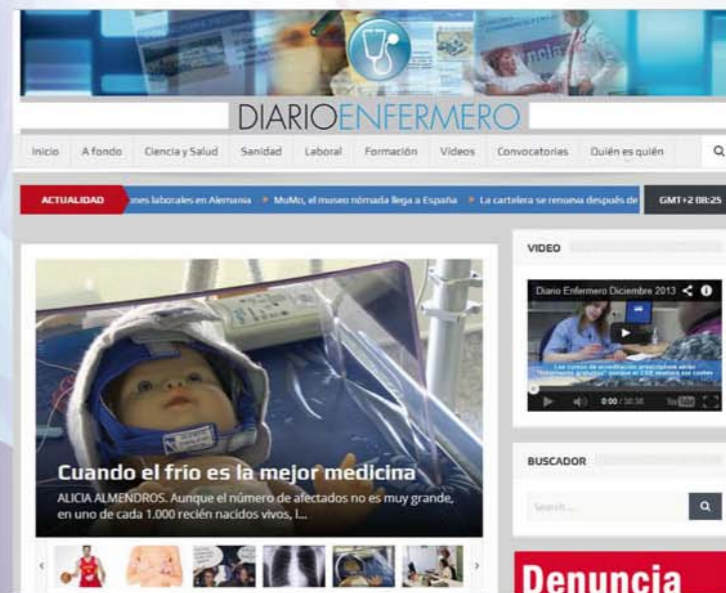 DIARIOENFERMERO
Inicio A fondo Ciencia y Salud Sanidad Laboral Formación Vídeos Convocatorias Quién es quién
ACTUALIDAD ones laborales en Alemania MuMo, el museo nómada llega a España La cartelera se renueva después de GMT+2 08:25
Cuando el frío es la mejor medicina
ALICIA ALMENDROS. Aunque el número de afectados no es muy grande,
en uno de cada 1.000 recién nacidos vivos, l...
VIDEO
Diario Enfermero Diciembre 2013
0:00
YouTube
BUSCADOR
Search...
Denuncia